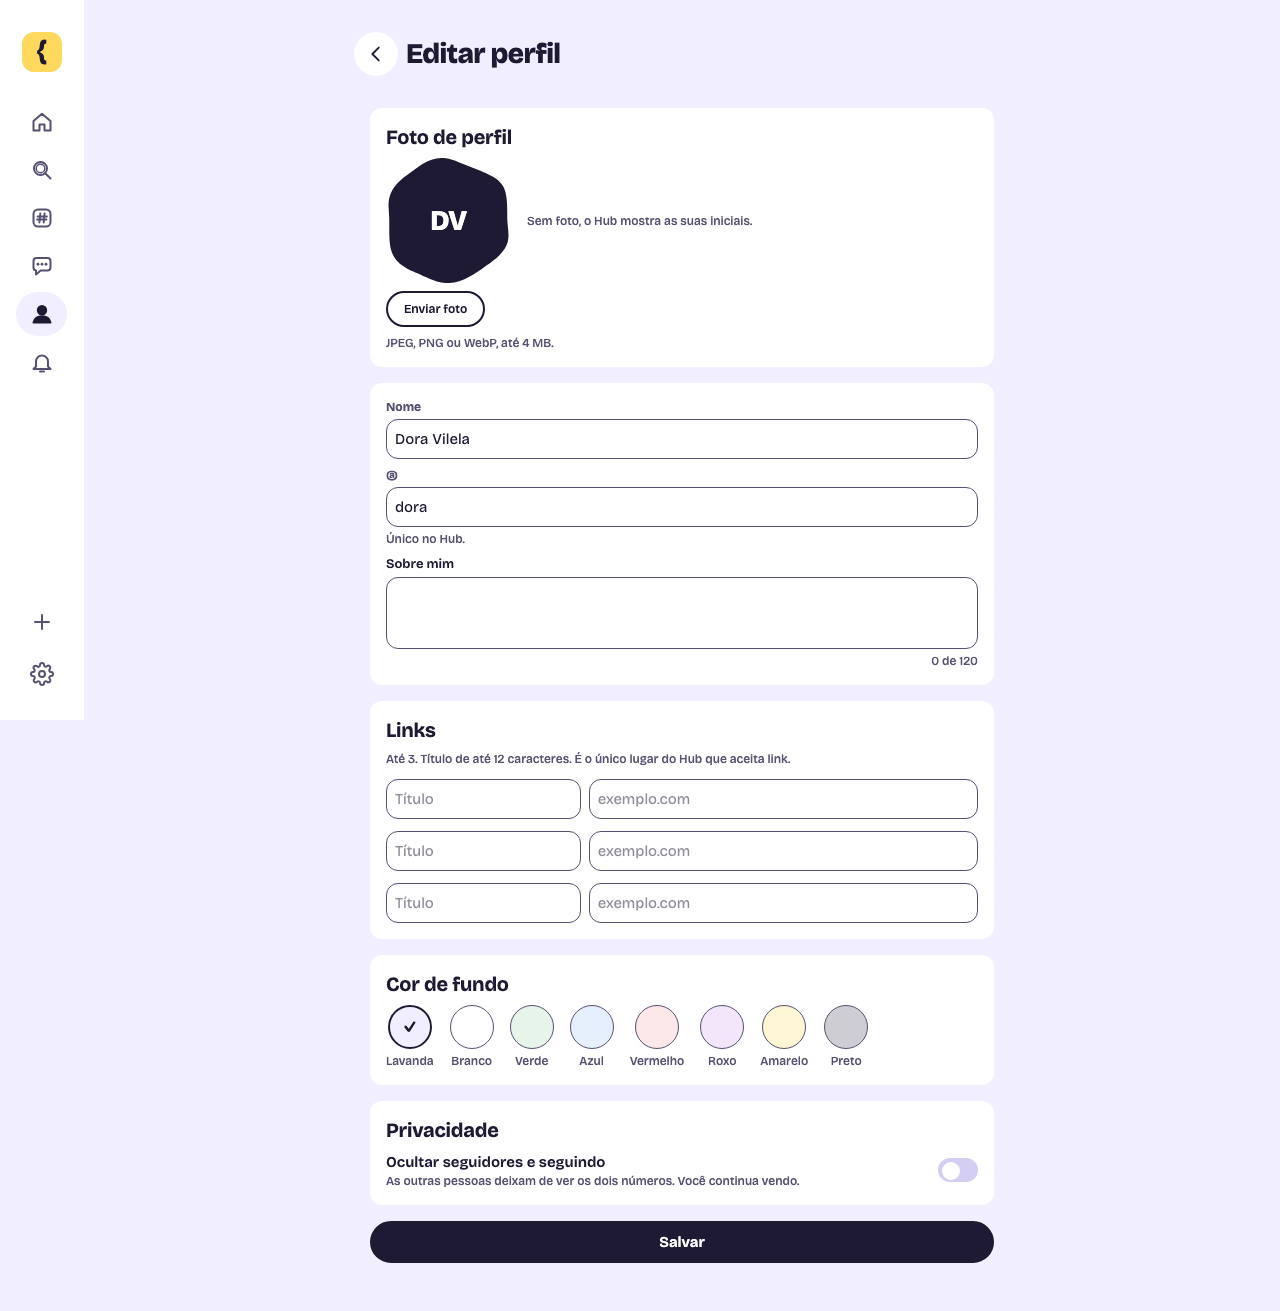 {
Editar perfil
Foto de perfil
DV
Sem foto, o Hub mostra as suas iniciais.
Enviar foto
JPEG, PNG ou WebP, até 4 MB.
Nome
Dora Vilela
@
dora
Único no Hub.
Sobre mim
0 de 120
Links
Até 3. Título de até 12 caracteres. É o único lugar do Hub que aceita link.
Título exemplo.com
Título exemplo.com
Título exemplo.com
Cor de fundo
Lavanda Branco Verde Azul Vermelho Roxo Amarelo Preto
Privacidade
Ocultar seguidores e seguindo
As outras pessoas deixam de ver os dois números. Você continua vendo.
Salvar